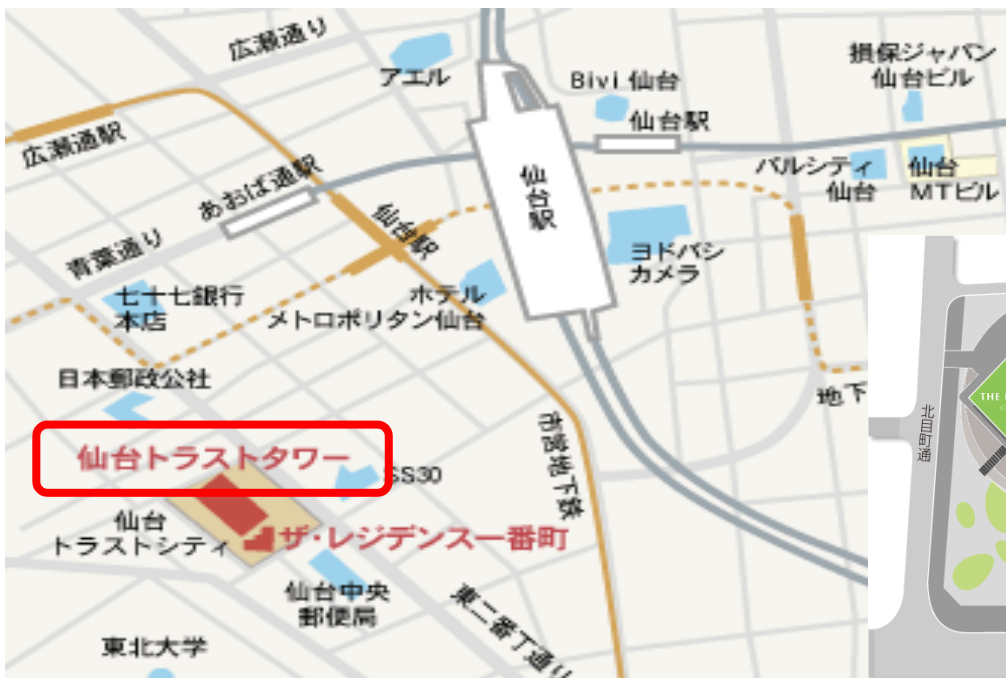 広瀬通り
アエル
Bivi 仙台
損保ジャパン
仙台ビル
広瀬通駅
仙台駅
あおば通駅
仙台駅
パルシティ
仙台
仙台
MTビル
青葉通り
仙台駅
ヨドバシ
カメラ
七十七銀行
本店
ホテル
メトロポリタン仙台
日本郵政公社
地下
THE
北目町通
仙台トラストタワー
SS30
市営地下鉄
仙台
トラストシティ
ザ・レジデンス一番町
仙台中央
郵便局
東二番丁通り
東北大学